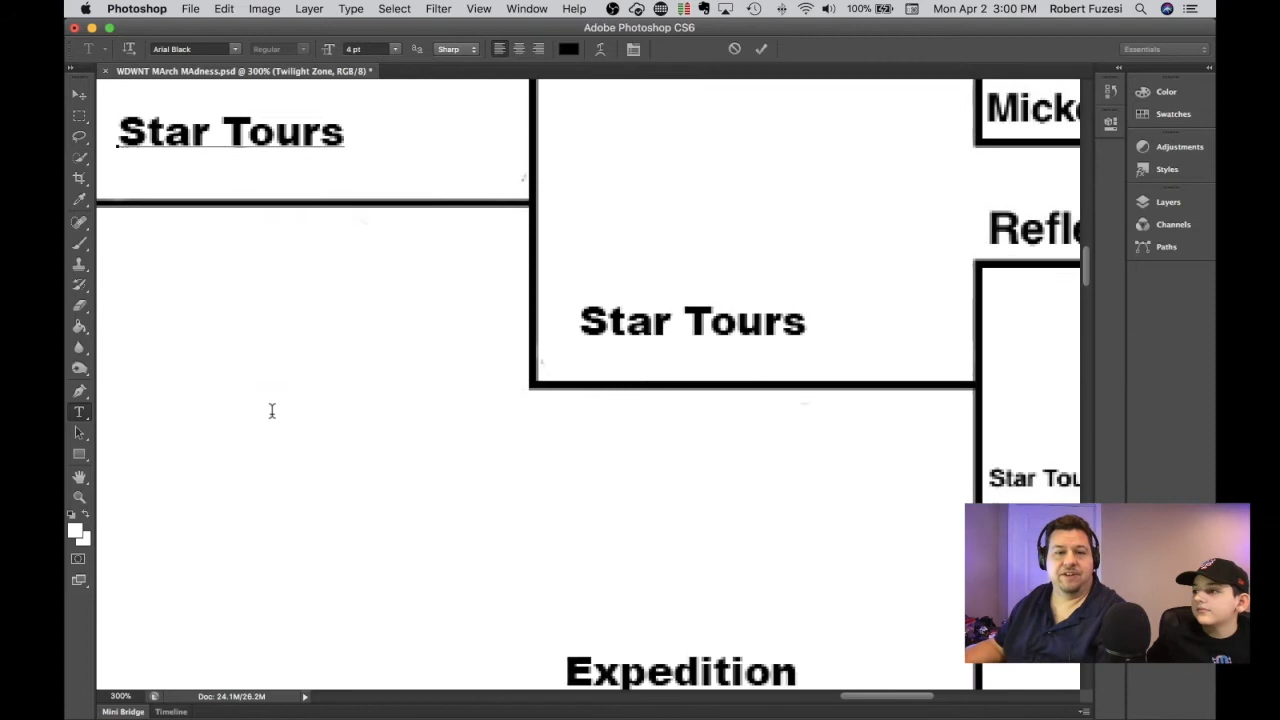 Photoshop File Edit Image Layer Type Select Filter View Window Help 100% Mon Apr 2 3:00 PM Robert Fuzesi
Adobe Photoshop CS6
T Arial Black Regular 4 pt Sharp Essentials
WDWNT MArch MAdness.psd @ 300% (Twilight Zone, RGB/8) *
Color
Swatches
Adjustments
Styles
Layers
Channels
Paths
Star Tours
Micke
Refle
Star Tours
Star Tou
Expedition
300% Doc: 24.1M/26.2M
Mini Bridge Timeline